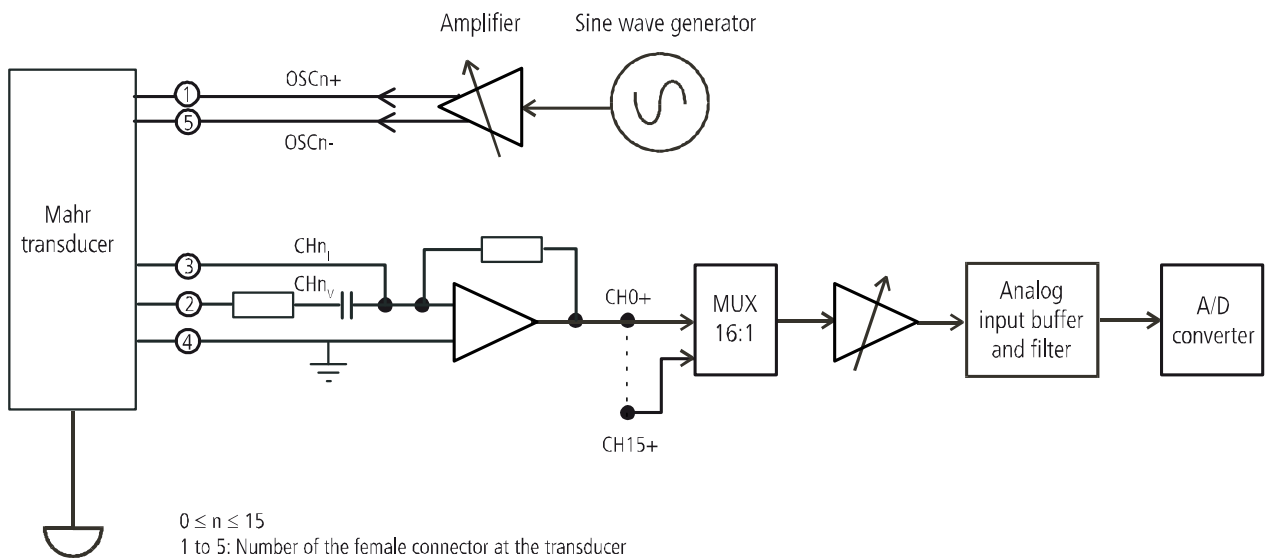 Amplifier
Sine wave generator
OSCn+
1
5
OSCn-
Mahr
transducer
CHnI
3
CHnV
2
4
CH0+
MUX
16:1
CH15+
Analog
input buffer
and filter
A/D
converter
0 ≤ n ≤ 15
1 to 5: Number of the female connector at the transducer